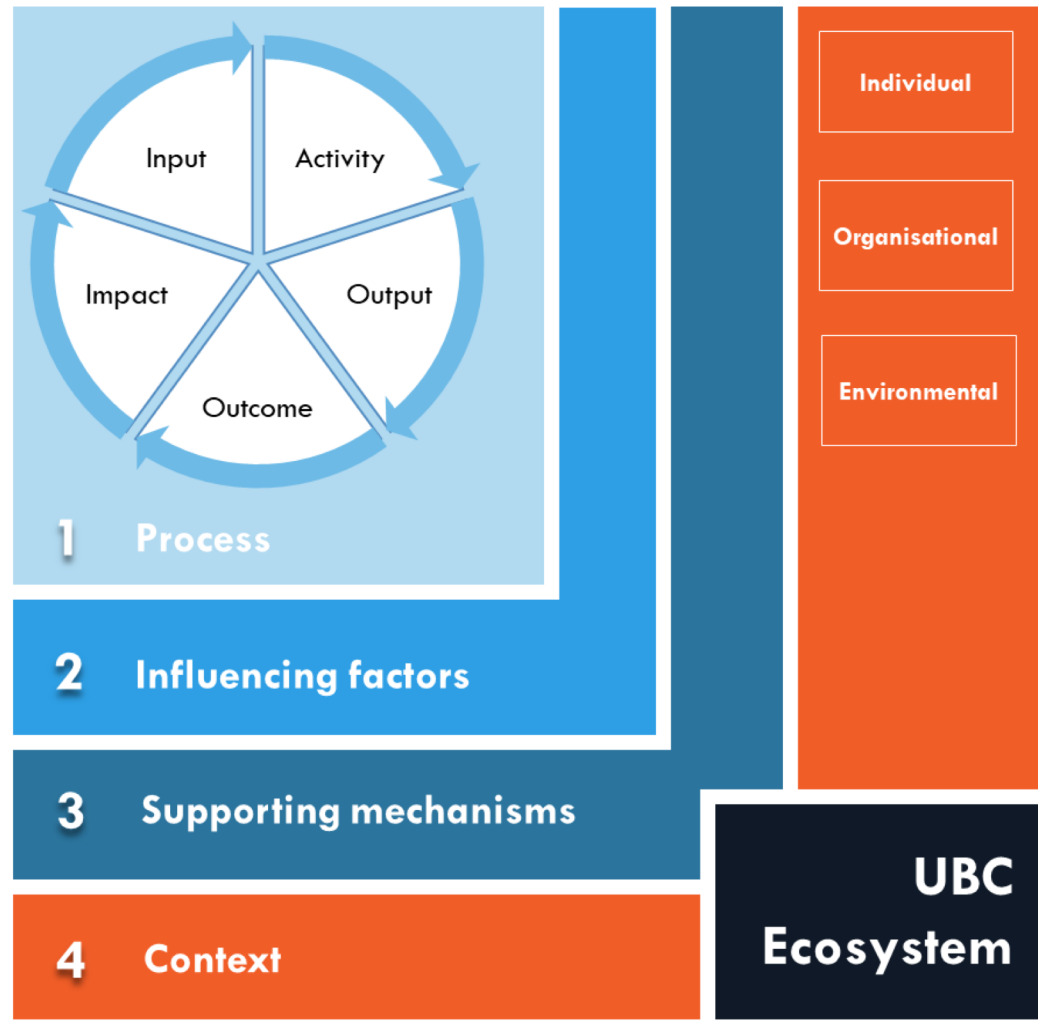 Input
Activity
Impact
Output
Outcome
1 Process
2 Influencing factors
3 Supporting mechanisms
4 Context
Individual
Organisational
Environmental
UBC
Ecosystem